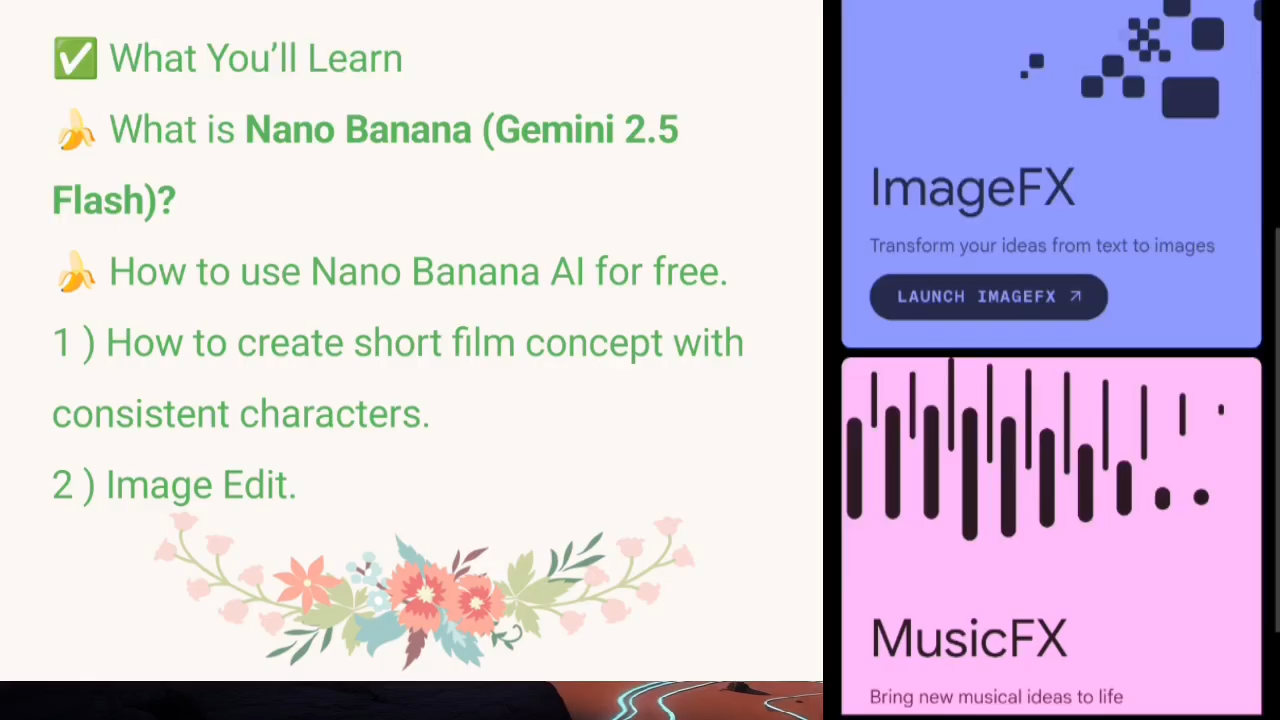 ✅ What You’ll Learn
🍌 What is Nano Banana (Gemini 2.5
Flash)?
🍌 How to use Nano Banana AI for free.
1 ) How to create short film concept with
consistent characters.
2 ) Image Edit.
ImageFX
Transform your ideas from text to images
LAUNCH IMAGEFX
MusicFX
Bring new musical ideas to life